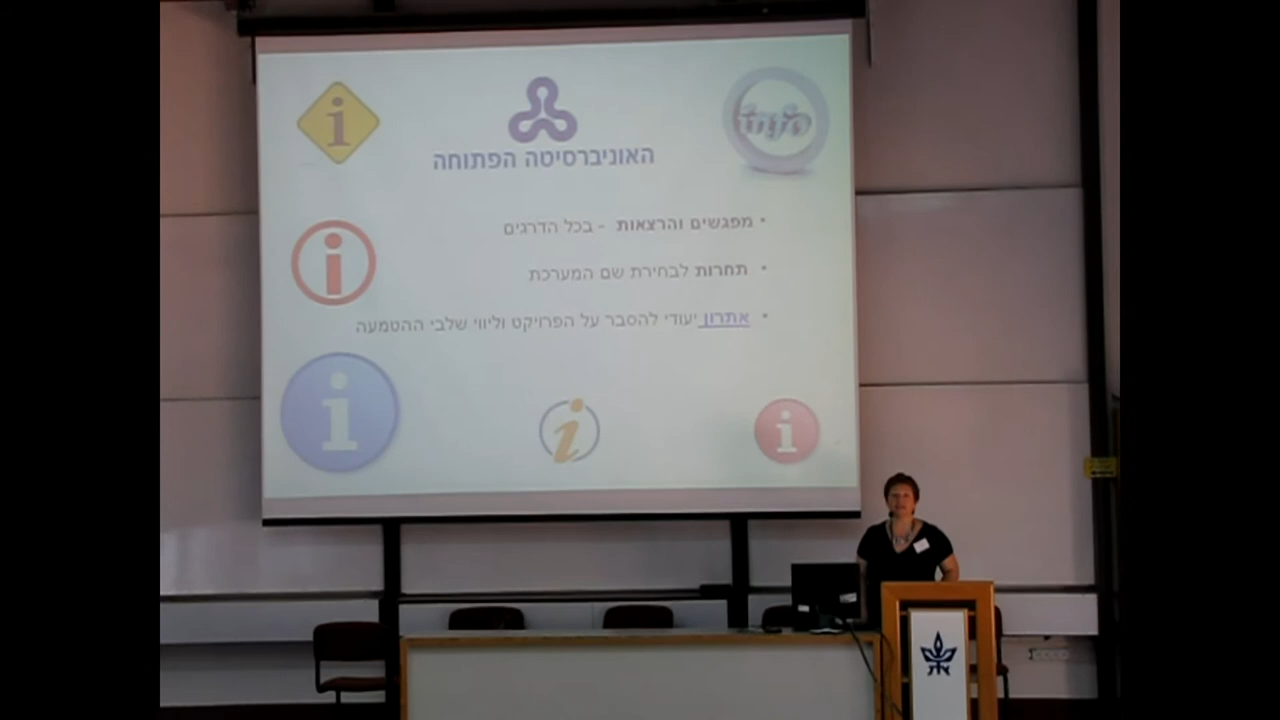 האוניברסיטה הפתוחה
• מפגשים והרצאות - בכל הדרגים
• תחרות לבחירת שם המערכת
• אתרון יעודי להסבר על הפרויקט וליווי שלבי ההטמעה